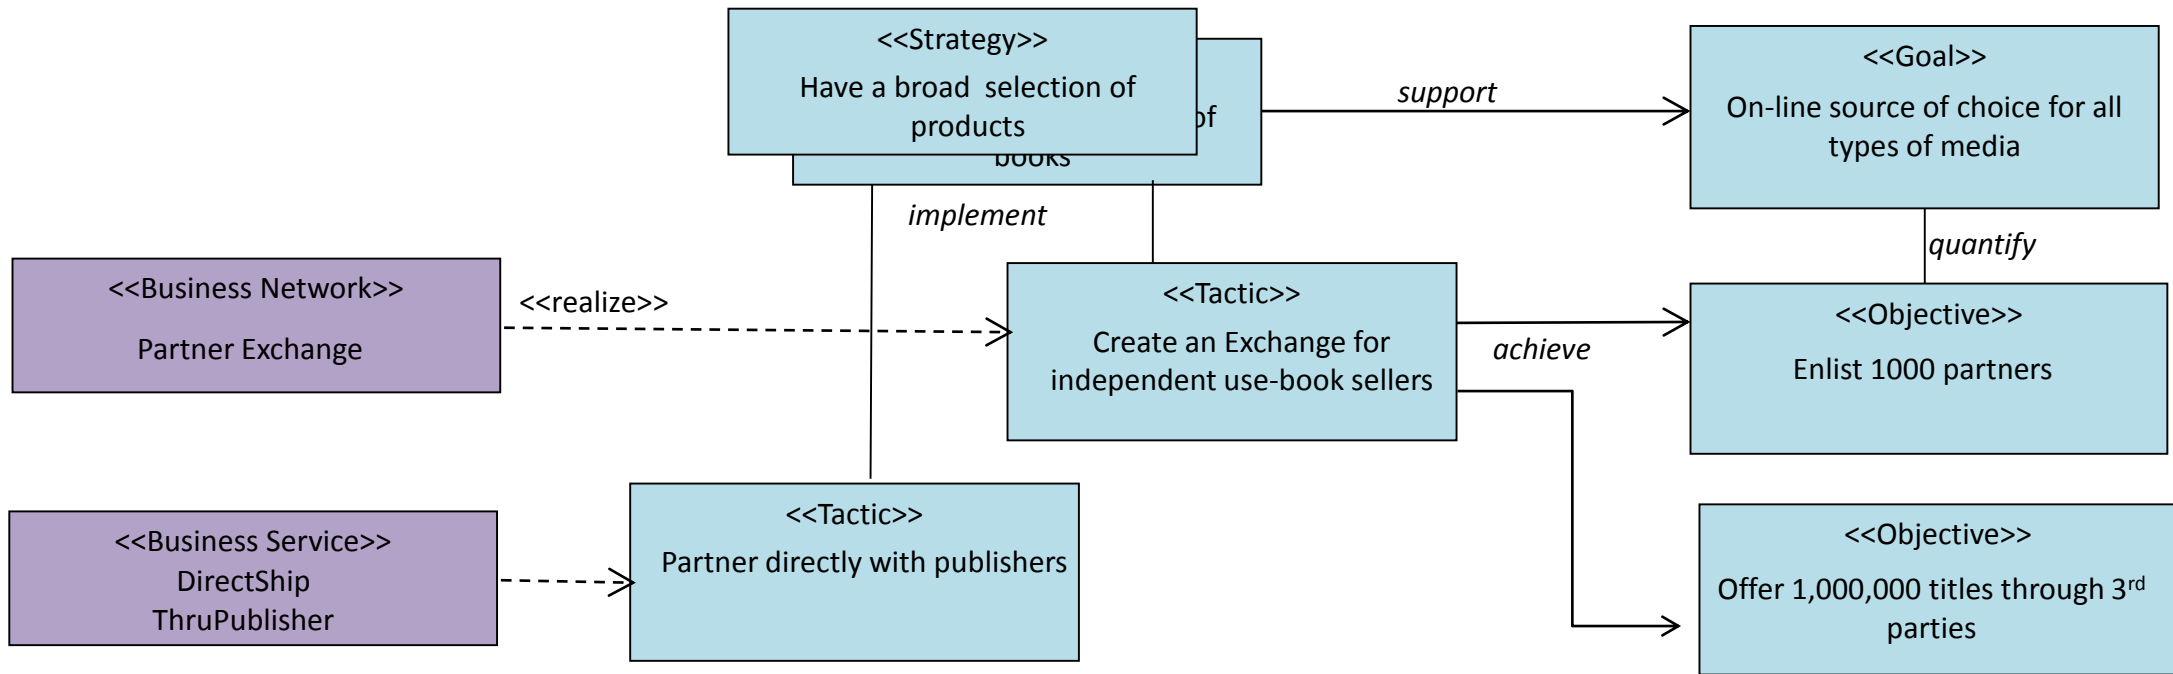 <<Strategy>>
Have a broad selection of
products
of
books
support
<<Goal>>
On-line source of choice for all
types of media
implement
quantify
<<Business Network>>
Partner Exchange
<<realize>>
<<Tactic>>
Create an Exchange for
independent use-book sellers
achieve
<<Objective>>
Enlist 1000 partners
<<Business Service>>
DirectShip
ThruPublisher
<<Tactic>>
Partner directly with publishers
<<Objective>>
Offer 1,000,000 titles through 3rd
parties